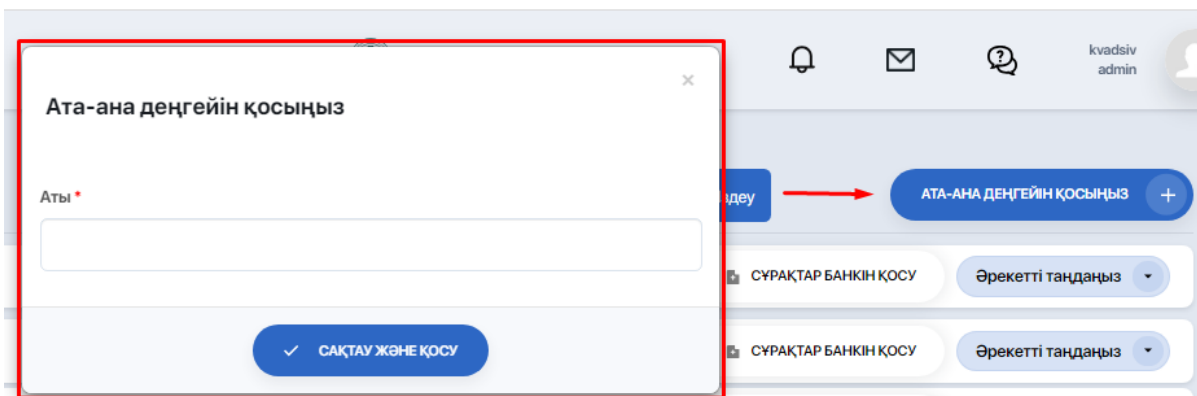 kvadsiv
admin
×
Ата-ана деңгейін қосыңыз
Аты *
АТА-АНА ДЕҢГЕЙІН ҚОСЫҢЫЗ +
СҰРАҚТАР БАНКІН ҚОСУ
Әрекетті таңдаңыз
САҚТАУ ЖӘНЕ ҚОСУ
СҰРАҚТАР БАНКІН ҚОСУ
Әрекетті таңдаңыз